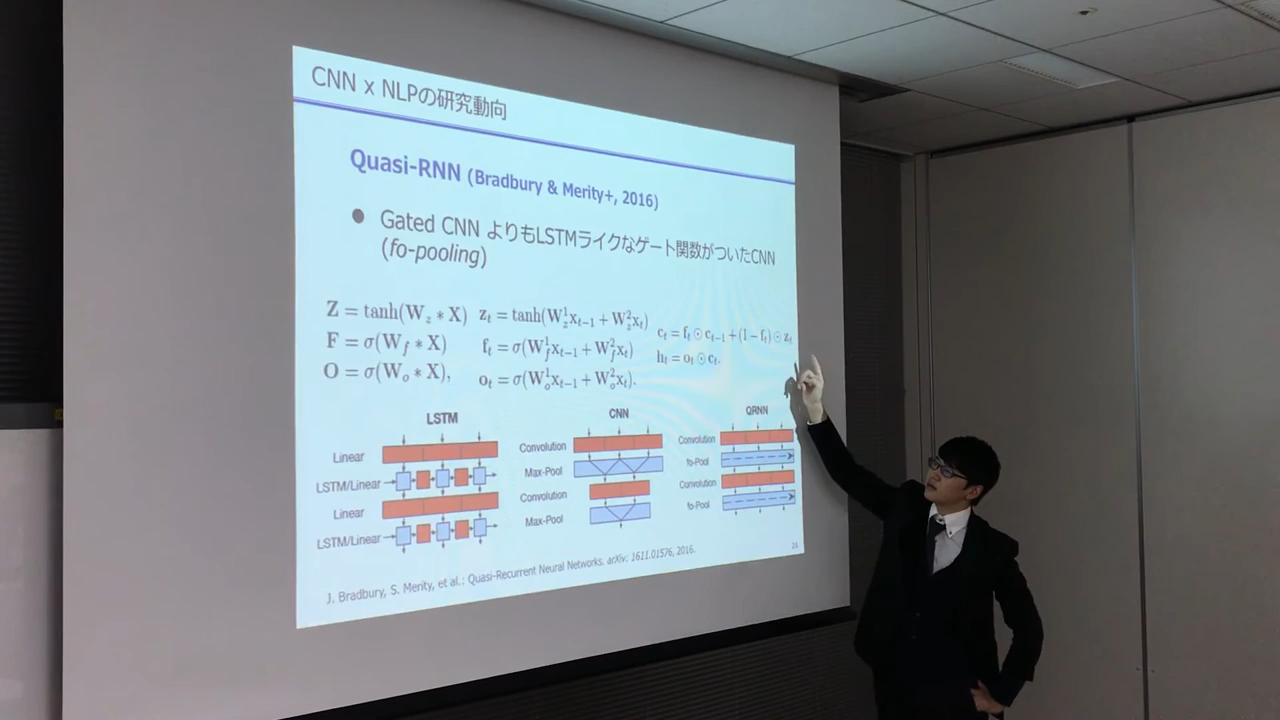 CNN x NLPの研究動向
Quasi-RNN (Bradbury & Merity+, 2016)
● Gated CNN よりもLSTMライクなゲート関数がついたCNN
(fo-pooling)
Z = tanh(W_z * X)
F = σ(W_f * X)
O = σ(W_o * X),
z_t = tanh(W_z^1 x_{t−1} + W_z^2 x_t)
f_t = σ(W_f^1 x_{t−1} + W_f^2 x_t)
o_t = σ(W_o^1 x_{t−1} + W_o^2 x_t).
c_t = f_t ⊙ c_{t−1} + (1 − f_t) ⊙ z_t
h_t = o_t ⊙ c_t.
LSTM
Linear
LSTM/Linear
Linear
LSTM/Linear
CNN
Convolution
Max-Pool
Convolution
Max-Pool
QRNN
Convolution
fo-Pool
Convolution
fo-Pool
J. Bradbury, S. Merity, et al.: Quasi-Recurrent Neural Networks. arXiv: 1611.01576, 2016.